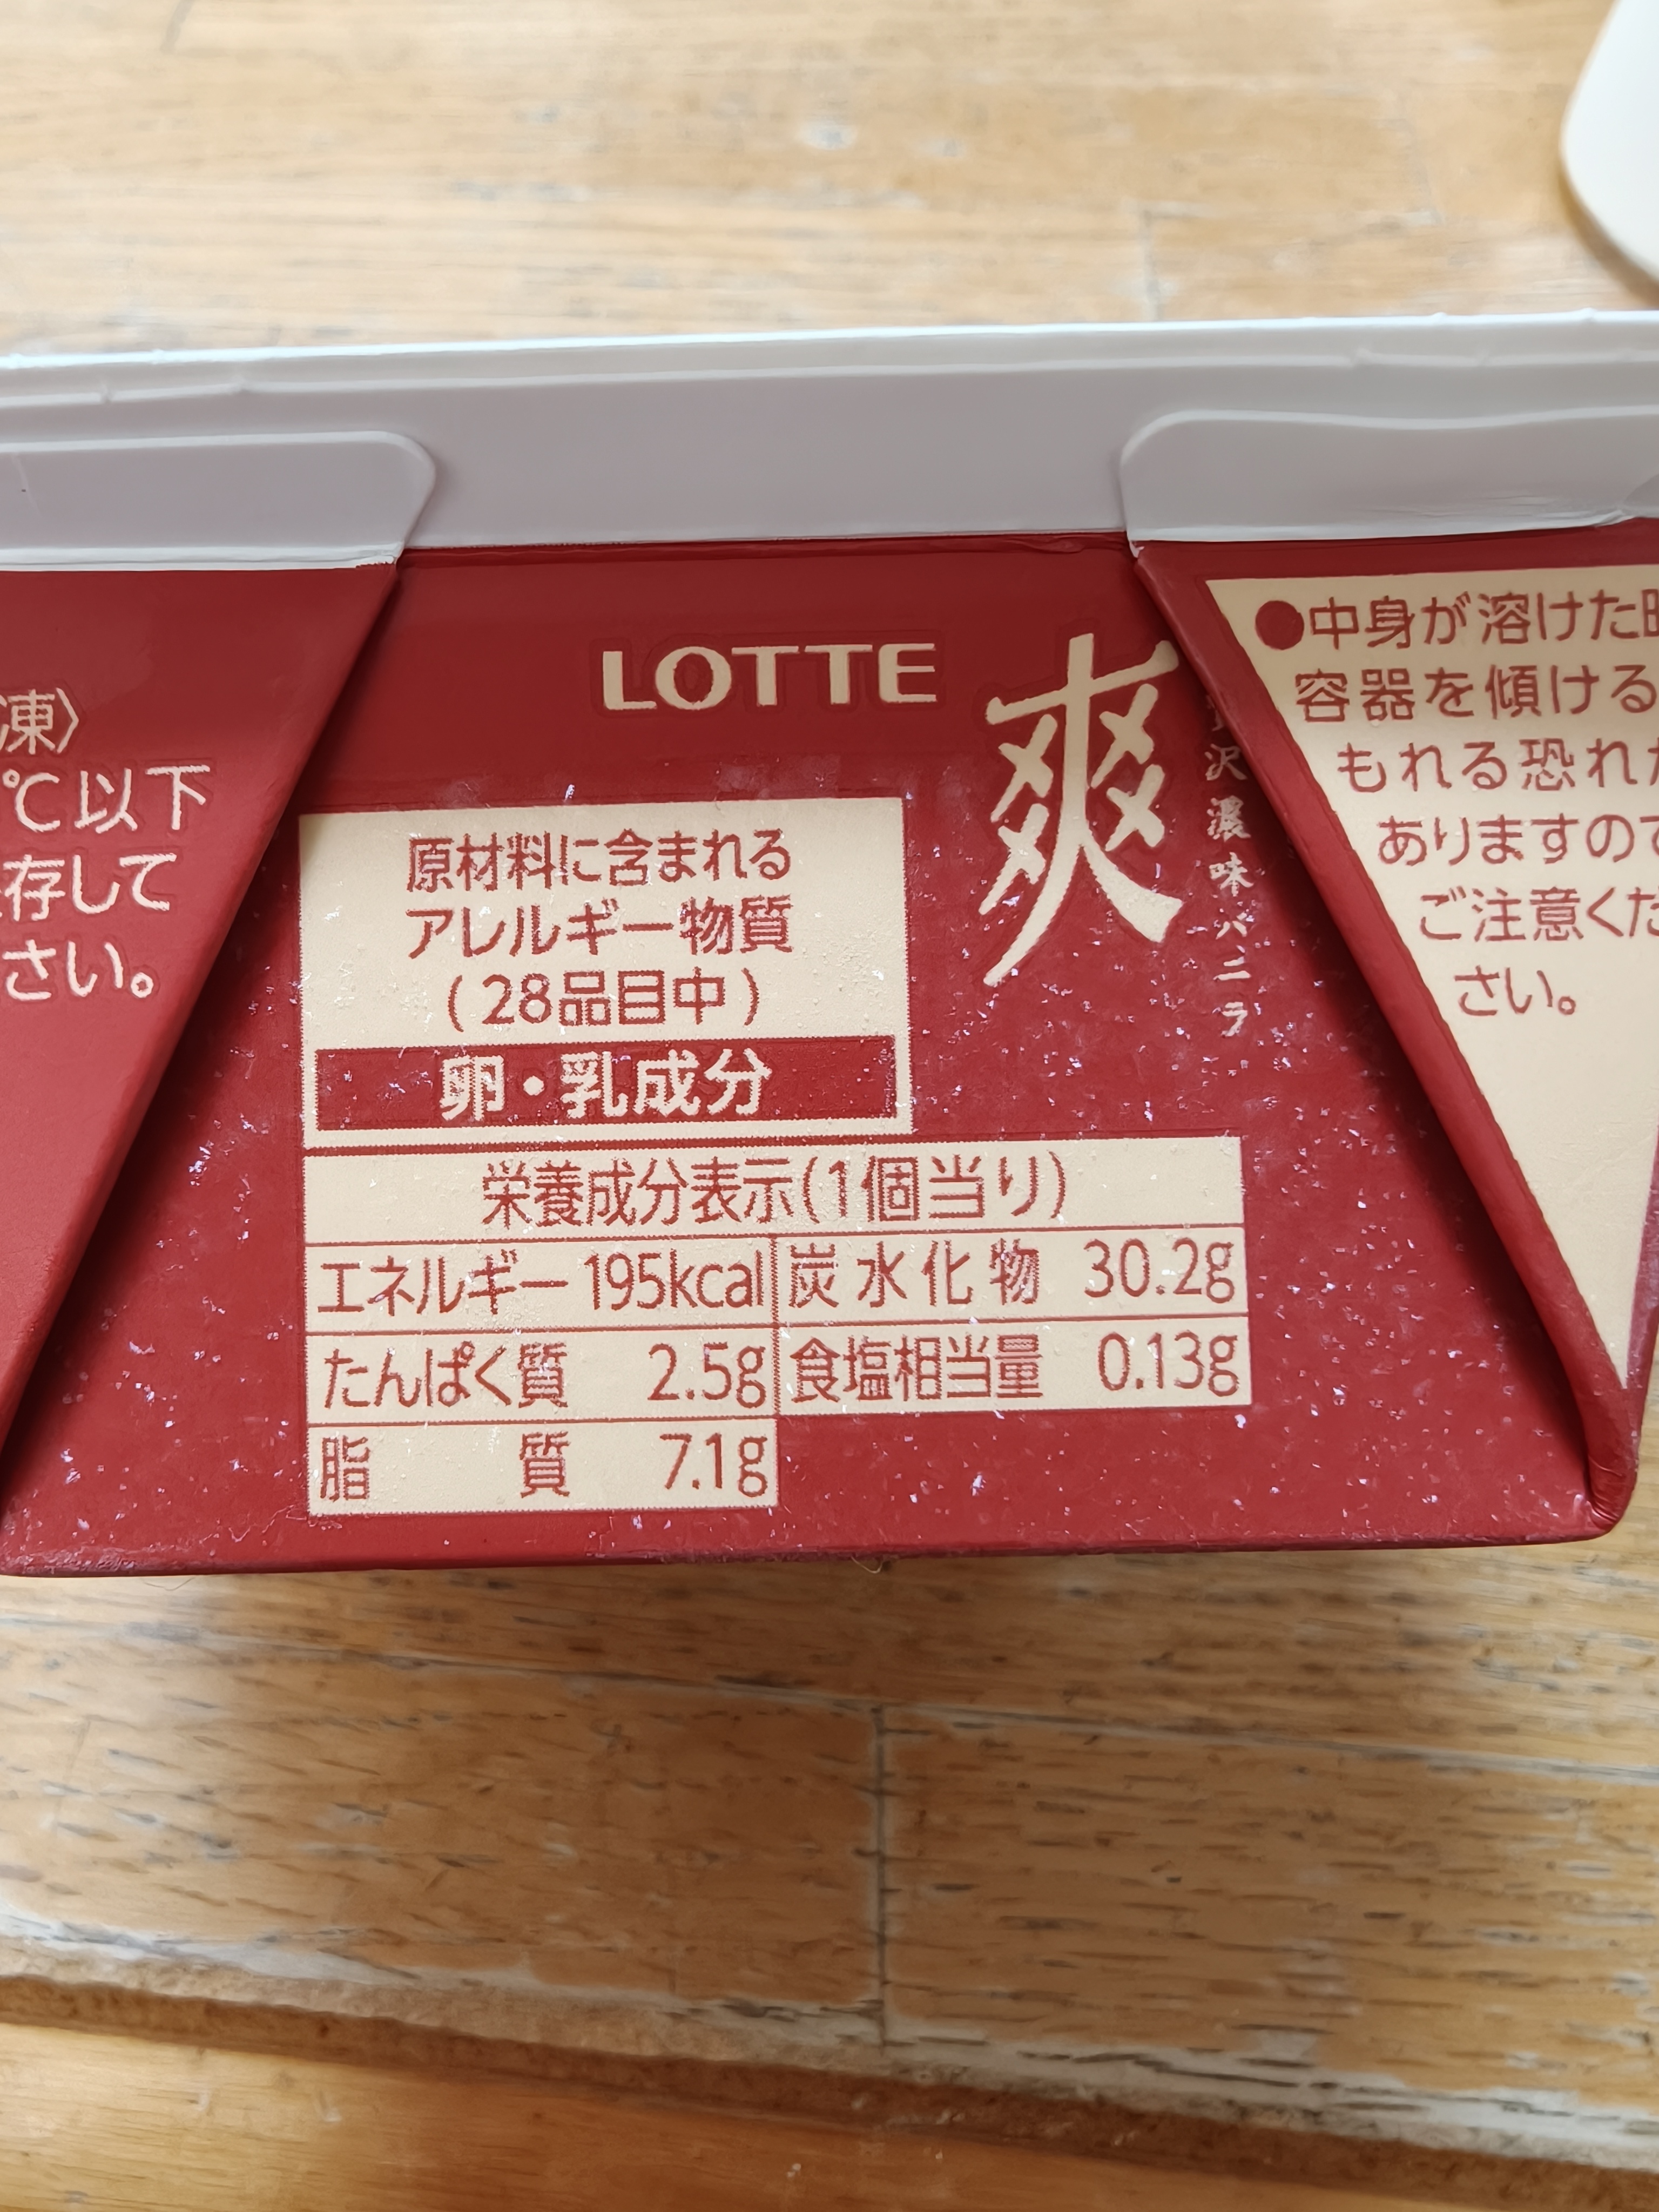 凍〉
℃以下
存して
さい。
LOTTE
爽
沢濃味バニラ
原材料に含まれる
アレルギー物質
(28品目中)
卵・乳成分
栄養成分表示(1個当り)
エネルギー 195kcal 炭水化物 30.2g
たんぱく質 2.5g 食塩相当量 0.13g
脂質 7.1g
●中身が溶けた
容器を傾ける
もれる恐れ
ありますので
ご注意くだ
さい。